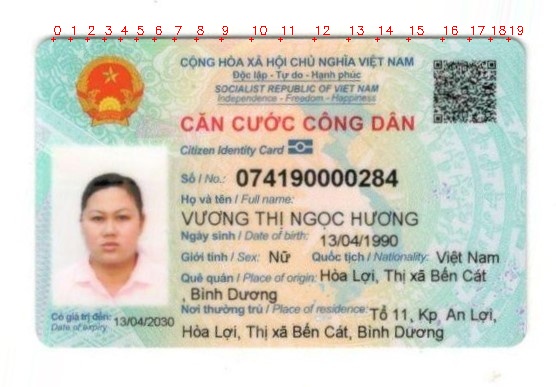 0 1 2 3 4 5 6 7 8 9 10 11 12 13 14 15 16 17 18 19
CỘNG HÒA XÃ HỘI CHỦ NGHĨA VIỆT NAM
Độc lập - Tự do - Hạnh phúc
SOCIALIST REPUBLIC OF VIET NAM
Independence - Freedom - Happiness
CĂN CƯỚC CÔNG DÂN
Citizen Identity Card
Số / No.: 074190000284
Họ và tên / Full name:
VƯƠNG THỊ NGỌC HƯƠNG
Ngày sinh / Date of birth: 13/04/1990
Giới tính / Sex: Nữ Quốc tịch / Nationality: Việt Nam
Quê quán / Place of origin: Hòa Lợi, Thị xã Bến Cát
, Bình Dương
Nơi thường trú / Place of residence: Tổ 11, Kp. An Lợi,
Hòa Lợi, Thị xã Bến Cát, Bình Dương
Có giá trị đến: 13/04/2030
Date of expiry